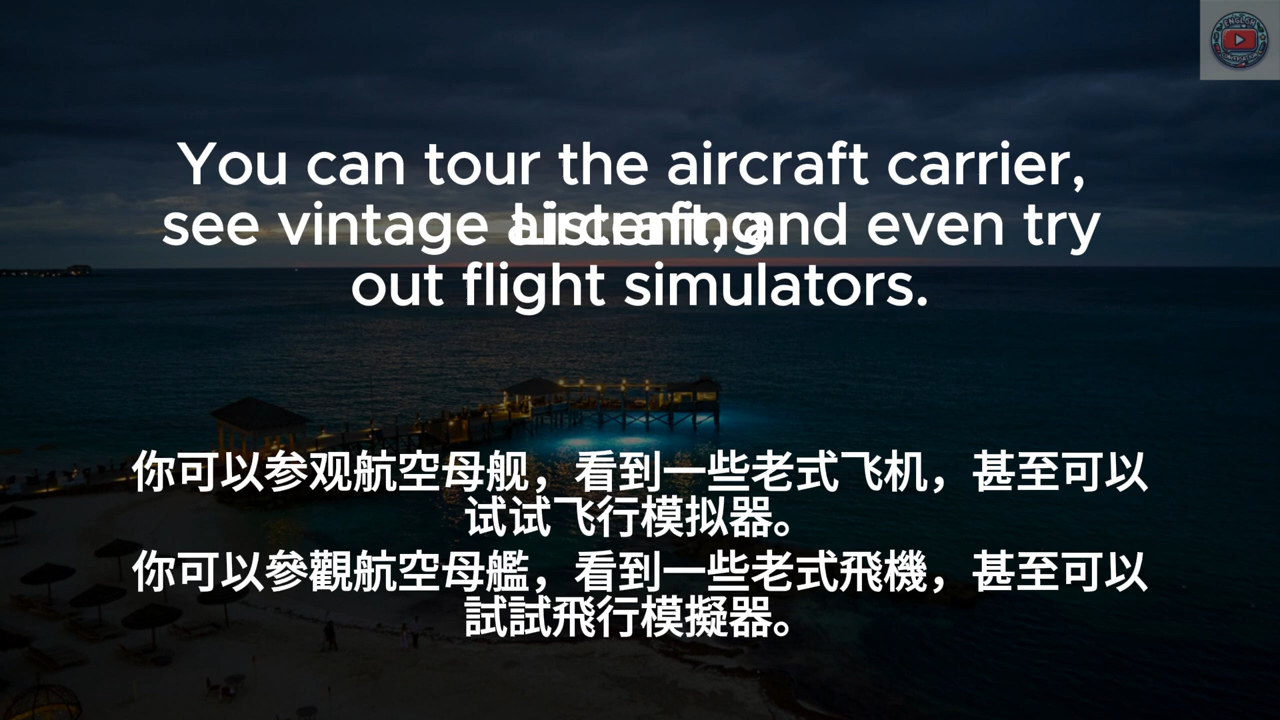 You can tour the aircraft carrier,
see vintage aircraft, and even try
Listening
out flight simulators.
你可以参观航空母舰，看到一些老式飞机，甚至可以
试试飞行模拟器。
你可以參觀航空母艦，看到一些老式飛機，甚至可以
試試飛行模擬器。